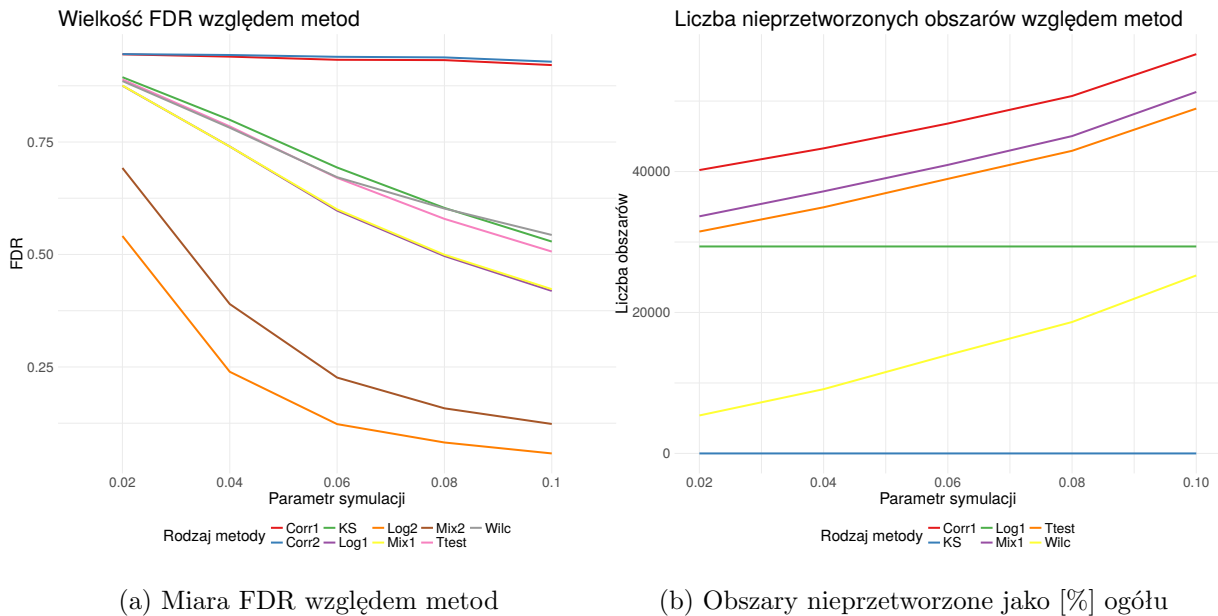 Wielkość FDR względem metod
FDR
0.75
0.50
0.25
0.02 0.04 0.06 0.08 0.1
Parametr symulacji
Rodzaj metody
Corr1 KS Log2 Mix2 Wilc
Corr2 Log1 Mix1 Ttest
(a) Miara FDR względem metod
Liczba nieprzetworzonych obszarów względem metod
Liczba obszarów
40000
20000
0
0.02 0.04 0.06 0.08 0.10
Parametr symulacji
Rodzaj metody
Corr1 Log1 Ttest
KS Mix1 Wilc
(b) Obszary nieprzetworzone jako [%] ogółu